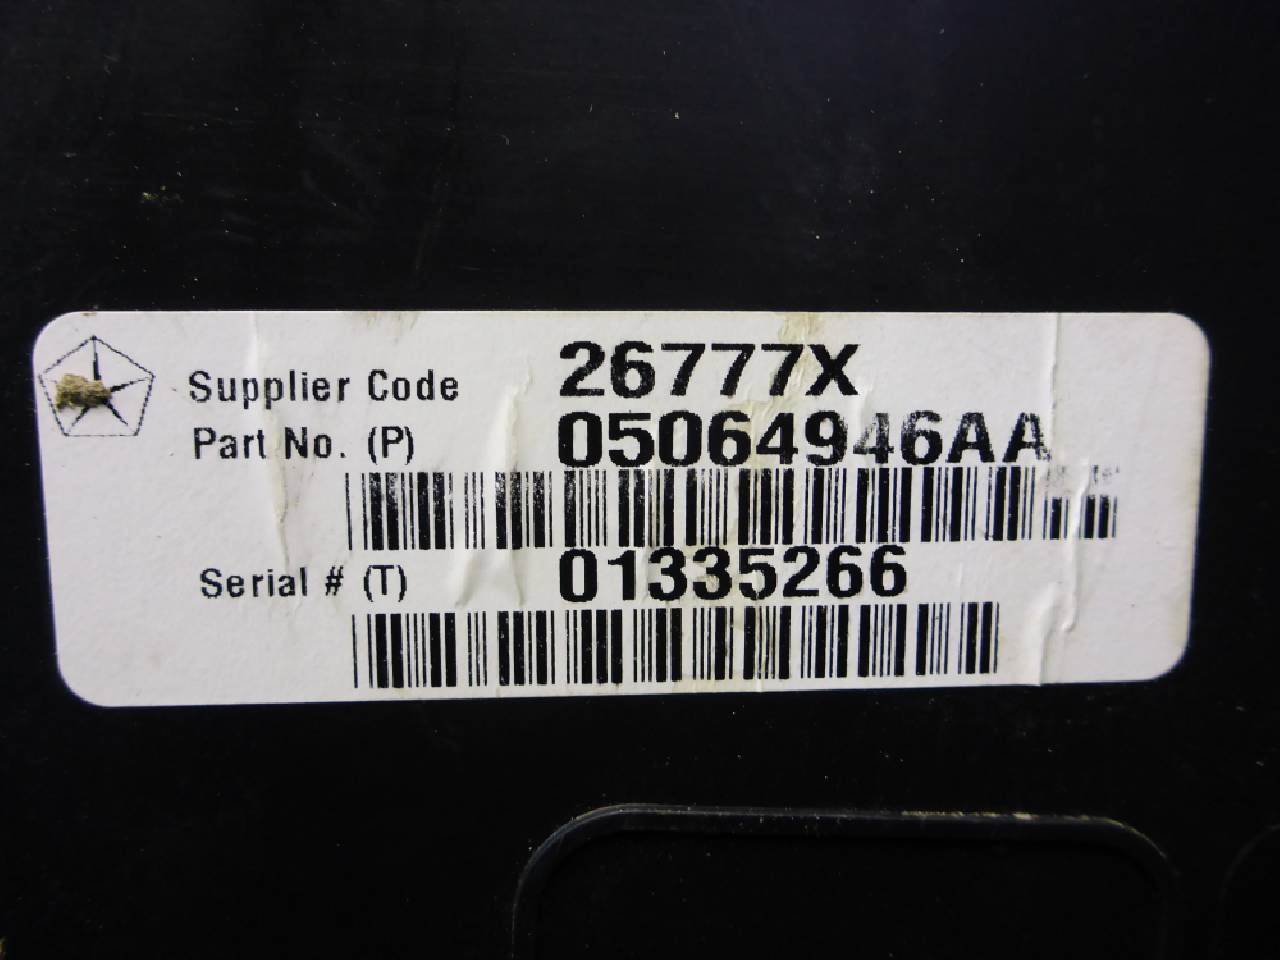 Supplier Code 26777X
Part No. (P) 05064946AA
Serial # (T) 01335266